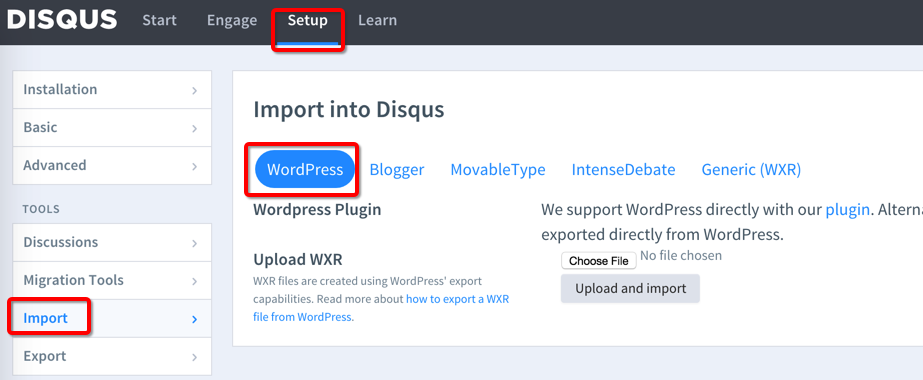 DISQUS Start Engage Setup Learn
Installation
Basic
Advanced
TOOLS
Discussions
Migration Tools
Import
Export
Import into Disqus
WordPress Blogger MovableType IntenseDebate Generic (WXR)
Wordpress Plugin
We support WordPress directly with our plugin. Alterna
exported directly from WordPress.
Upload WXR
WXR files are created using WordPress' export
capabilities. Read more about how to export a WXR
file from WordPress.
Choose File No file chosen
Upload and import